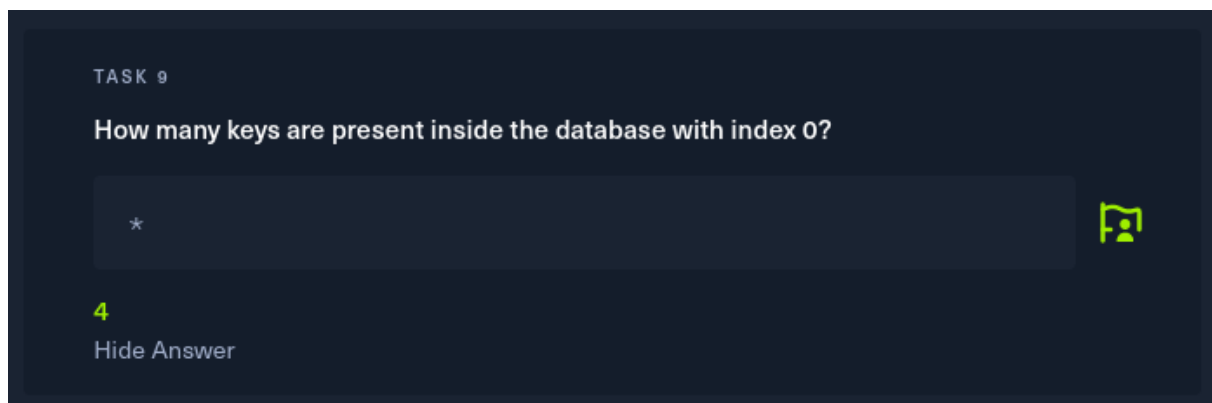 TASK 9
How many keys are present inside the database with index 0?
*
4
Hide Answer